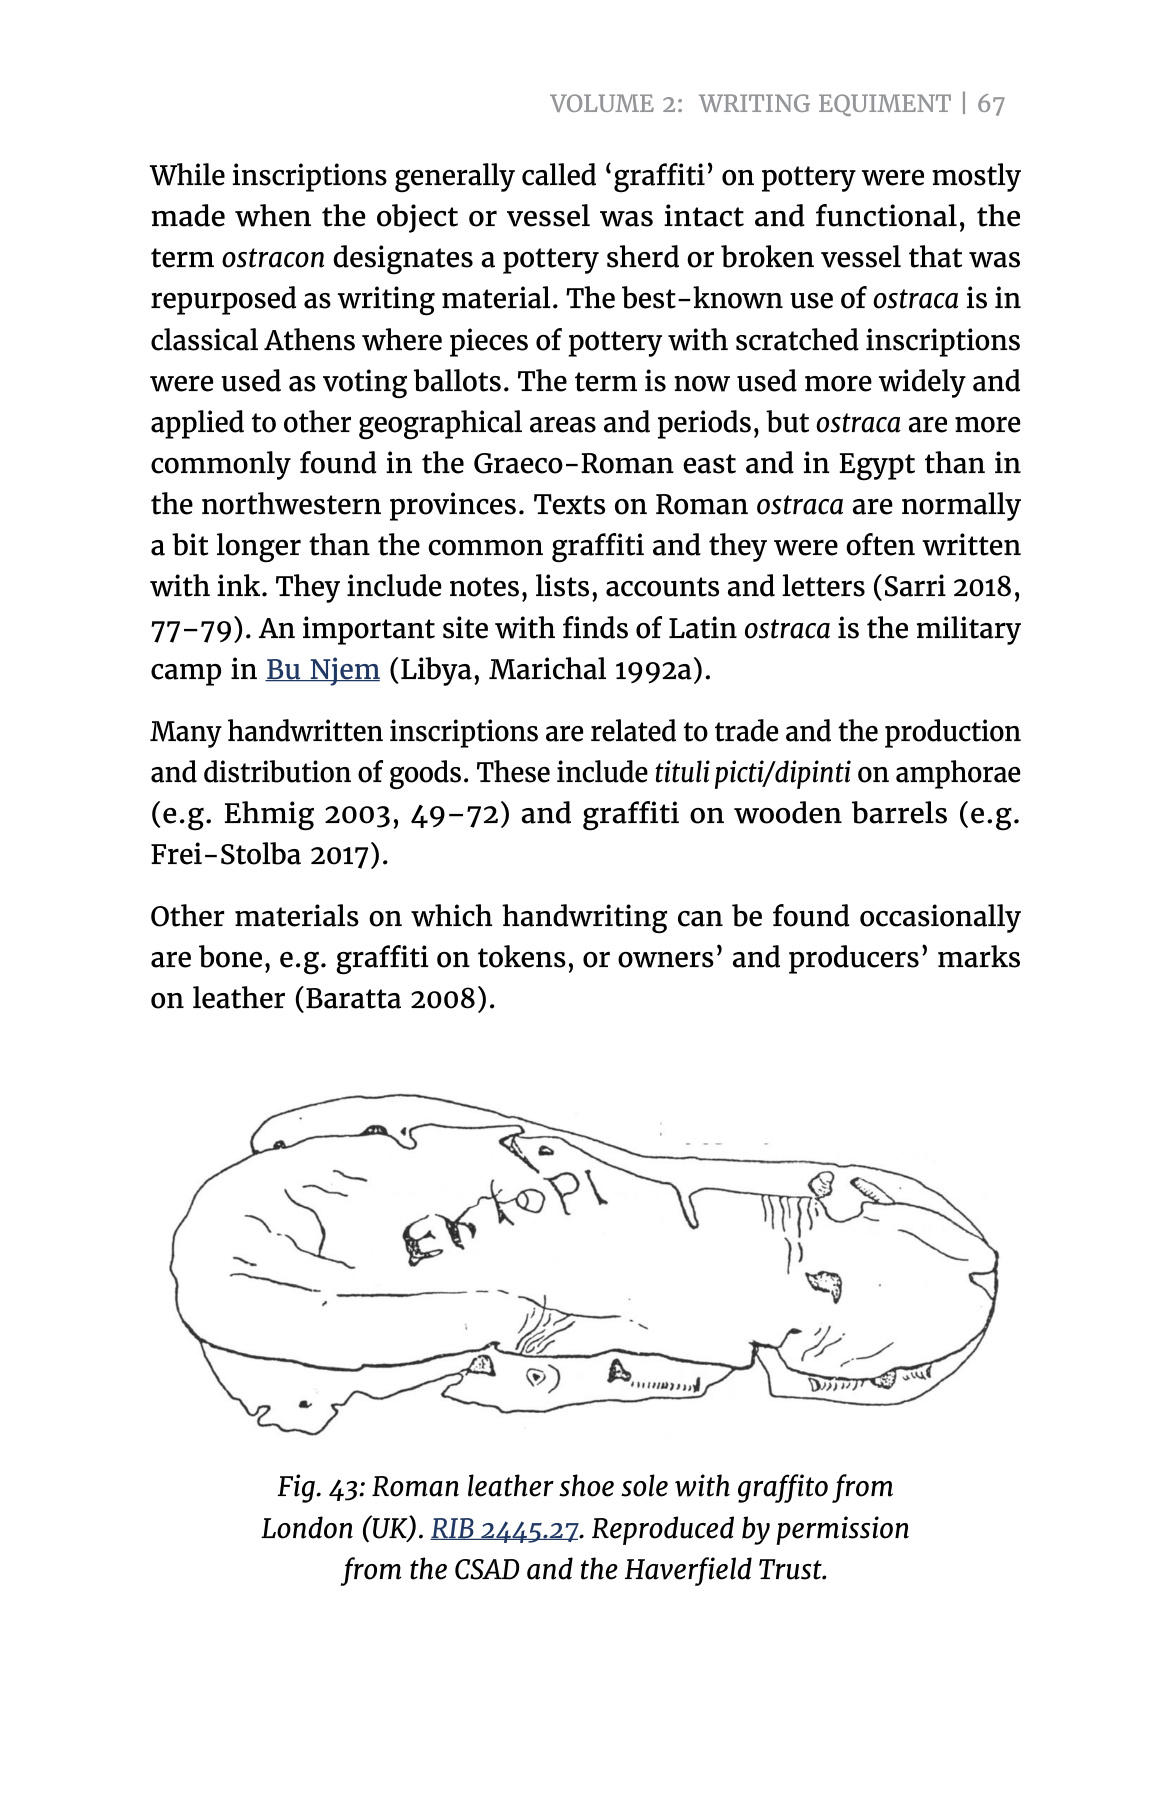 VOLUME 2: WRITING EQUIMENT | 67
While inscriptions generally called ‘graffiti’ on pottery were mostly
made when the object or vessel was intact and functional, the
term ostracon designates a pottery sherd or broken vessel that was
repurposed as writing material. The best-known use of ostraca is in
classical Athens where pieces of pottery with scratched inscriptions
were used as voting ballots. The term is now used more widely and
applied to other geographical areas and periods, but ostraca are more
commonly found in the Graeco-Roman east and in Egypt than in
the northwestern provinces. Texts on Roman ostraca are normally
a bit longer than the common graffiti and they were often written
with ink. They include notes, lists, accounts and letters (Sarri 2018,
77–79). An important site with finds of Latin ostraca is the military
camp in Bu Njem (Libya, Marichal 1992a).
Many handwritten inscriptions are related to trade and the production
and distribution of goods. These include tituli picti/dipinti on amphorae
(e.g. Ehmig 2003, 49–72) and graffiti on wooden barrels (e.g.
Frei-Stolba 2017).
Other materials on which handwriting can be found occasionally
are bone, e.g. graffiti on tokens, or owners’ and producers’ marks
on leather (Baratta 2008).
Fig. 43: Roman leather shoe sole with graffito from
London (UK). RIB 2445.27. Reproduced by permission
from the CSAD and the Haverfield Trust.